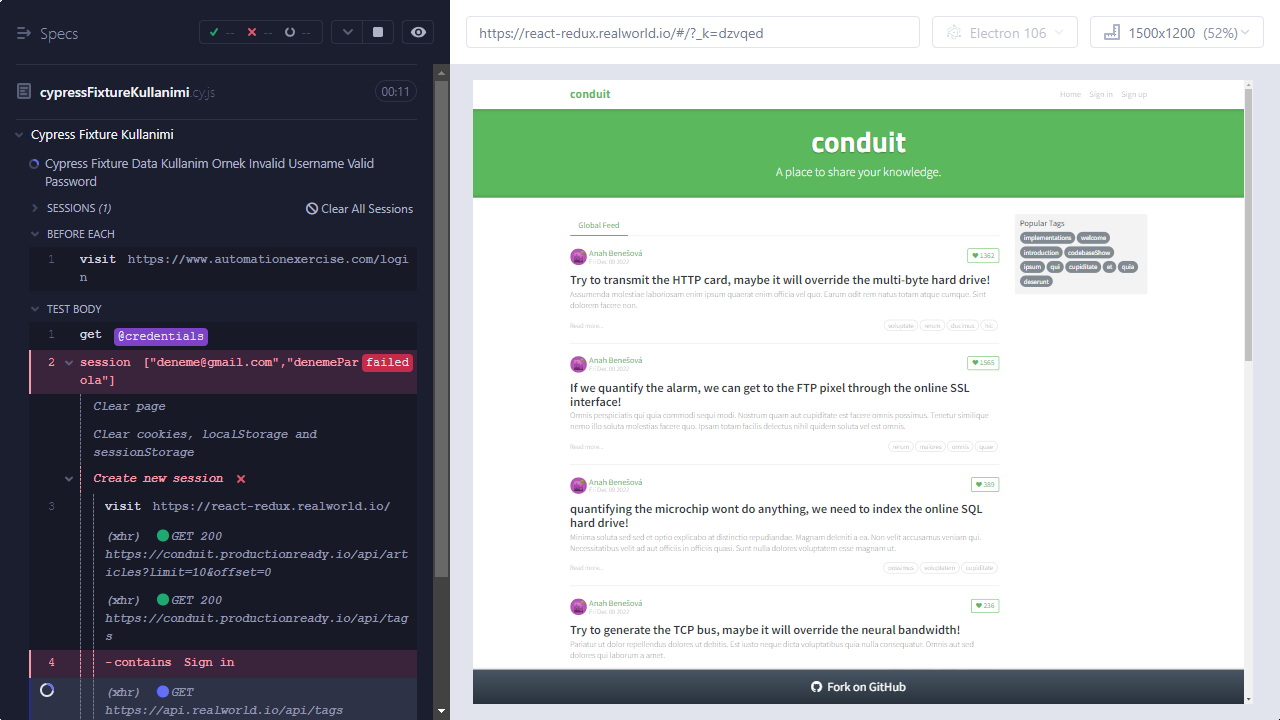 Specs
-- -- --
https://react-redux.realworld.io/#/?_k=dzvqed
Electron 106
1500x1200 (52%)
cypressFixtureKullanimi.cy.js
00:11
Cypress Fixture Kullanimi
Cypress Fixture Data Kullanim Ornek Invalid Username Valid
Password
SESSIONS (1)
Clear All Sessions
BEFORE EACH
1 visit https://www.automationexercise.com/logi
n
TEST BODY
1 get @credentials
2 session ["deneme@gmail.com","denemePar failed
ola"]
Clear page
Clear cookies, localStorage and
sessionStorage
Create new session
3 visit https://react-redux.realworld.io/
(xhr) GET 200
https://conduit.productionready.io/api/art
icles?limit=10&offset=0
(xhr) GET 200
https://conduit.productionready.io/api/tag
s
4 -contains Sign in
(xhr) GET
https://api.realworld.io/api/tags
conduit
Home Sign in Sign up
conduit
A place to share your knowledge.
Global Feed
Anah Benešová
Fri Dec 09 2022
1362
Try to transmit the HTTP card, maybe it will override the multi-byte hard drive!
Assumenda molestiae laboriosam enim ipsum quaerat enim officia vel quo. Earum odit rem natus totam atque cumque. Sint
dolorem facere non.
Read more...
voluptate rerum ducimus hic
Anah Benešová
Fri Dec 09 2022
1565
If we quantify the alarm, we can get to the FTP pixel through the online SSL
interface!
Omnis perspiciatis qui quia commodi sequi modi. Nostrum quam aut cupiditate est facere omnis possimus. Tenetur similique
nemo illo soluta molestias facere quo. Ipsam totam facilis delectus nihil quidem soluta vel est omnis.
Read more...
rerum maiores omnis quae
Anah Benešová
Fri Dec 09 2022
389
quantifying the microchip wont do anything, we need to index the online SQL
hard drive!
Minima soluta sed sed et optio explicabo at distinctio repudiandae. Magnam deleniti a ea. Non velit accusamus veniam qui.
Necessitatibus velit ad aut officiis in officiis quasi. Sunt nulla dolores voluptatem esse magnam ut.
Read more...
possimus voluptatem cupiditate
Anah Benešová
Fri Dec 09 2022
236
Try to generate the TCP bus, maybe it will override the neural bandwidth!
Pariatur ut dolor repellendus dolores ut debitis. Est iusto neque dicta voluptatibus quia nulla consequatur. Omnis aut sed
dolores qui laborum a amet.
Popular Tags
implementations welcome
introduction codebaseShow
ipsum qui cupiditate et quia
deserunt
Fork on GitHub